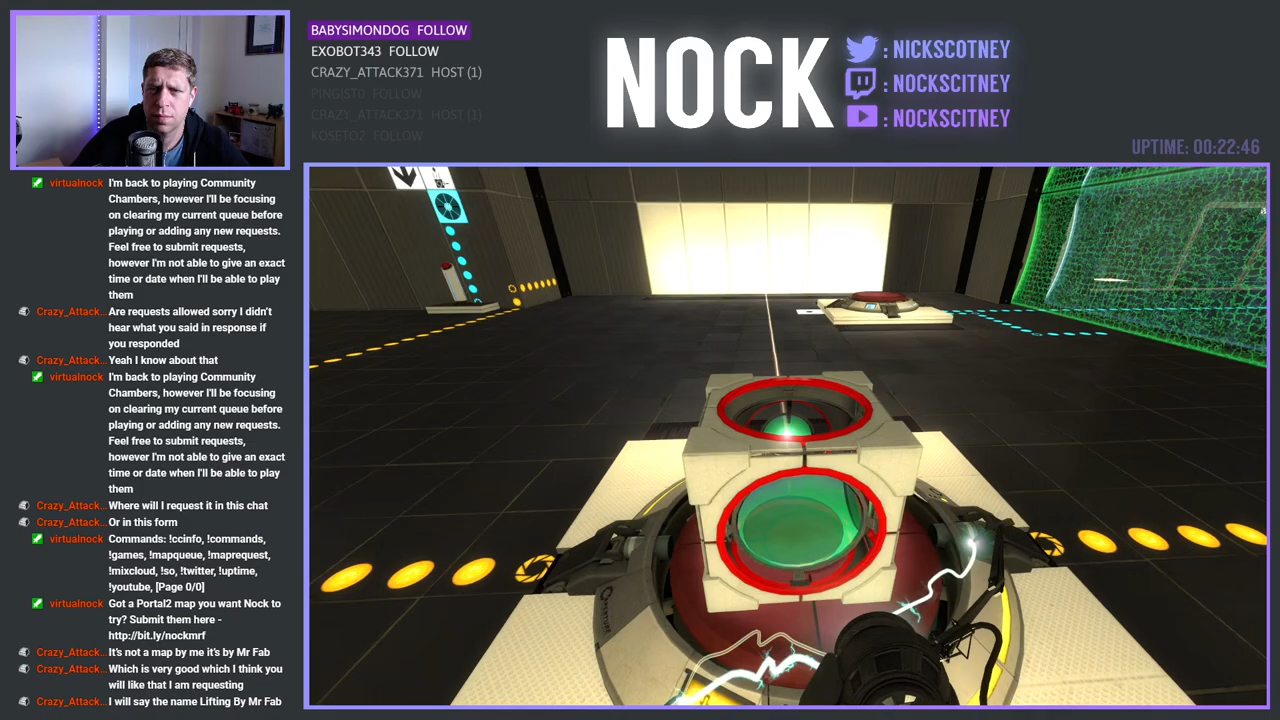 BABYSIMONDOG FOLLOW
EXOBOT343 FOLLOW
CRAZY_ATTACK371 HOST (1)
PINGIST0 FOLLOW
CRAZY_ATTACK371 HOST (1)
KOSETO2 FOLLOW
NOCK
: NICKSCOTNEY
: NOCKSCITNEY
: NOCKSCITNEY
UPTIME: 00:22:46
virtualnock I'm back to playing Community
Chambers, however I'll be focusing
on clearing my current queue before
playing or adding any new requests.
Feel free to submit requests,
however I'm not able to give an exact
time or date when I'll be able to play
them
Crazy_Attack... Are requests allowed sorry I didn't
hear what you said in response if
you responded
Crazy_Attack... Yeah I know about that
virtualnock I'm back to playing Community
Chambers, however I'll be focusing
on clearing my current queue before
playing or adding any new requests.
Feel free to submit requests,
however I'm not able to give an exact
time or date when I'll be able to play
them
Crazy_Attack... Where will I request it in this chat
Crazy_Attack... Or in this form
virtualnock Commands: !ccinfo, !commands,
!games, !mapqueue, !maprequest,
!mixcloud, !so, !twitter, !uptime,
!youtube, [Page 0/0]
virtualnock Got a Portal2 map you want Nock to
try? Submit them here -
http://bit.ly/nockmrf
Crazy_Attack... It's not a map by me it's by Mr Fab
Crazy_Attack... Which is very good which I think you
will like that I am requesting
Crazy_Attack... I will say the name Lifting By Mr Fab